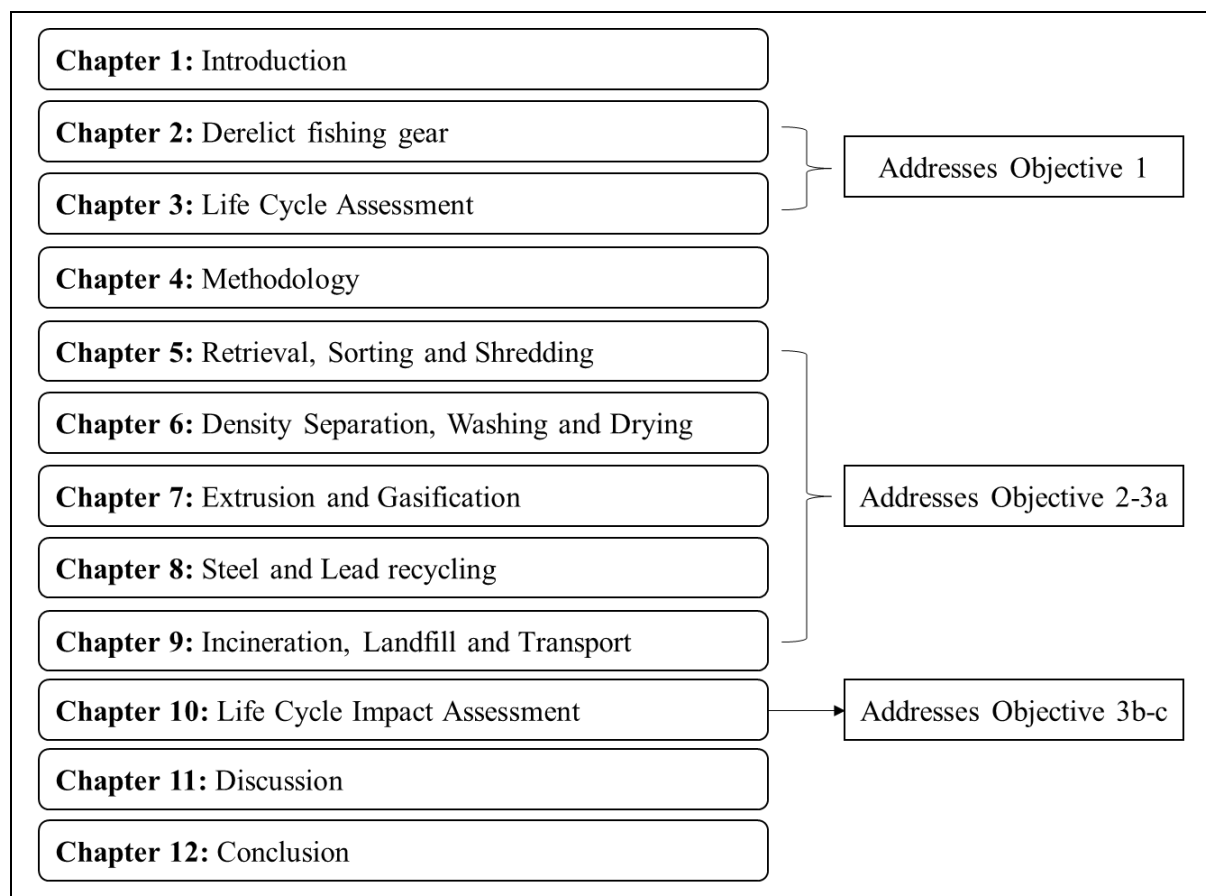 Chapter 1: Introduction
Chapter 2: Derelict fishing gear
Chapter 3: Life Cycle Assessment
Addresses Objective 1
Chapter 4: Methodology
Chapter 5: Retrieval, Sorting and Shredding
Chapter 6: Density Separation, Washing and Drying
Chapter 7: Extrusion and Gasification
Chapter 8: Steel and Lead recycling
Chapter 9: Incineration, Landfill and Transport
Addresses Objective 2-3a
Chapter 10: Life Cycle Impact Assessment
Addresses Objective 3b-c
Chapter 11: Discussion
Chapter 12: Conclusion